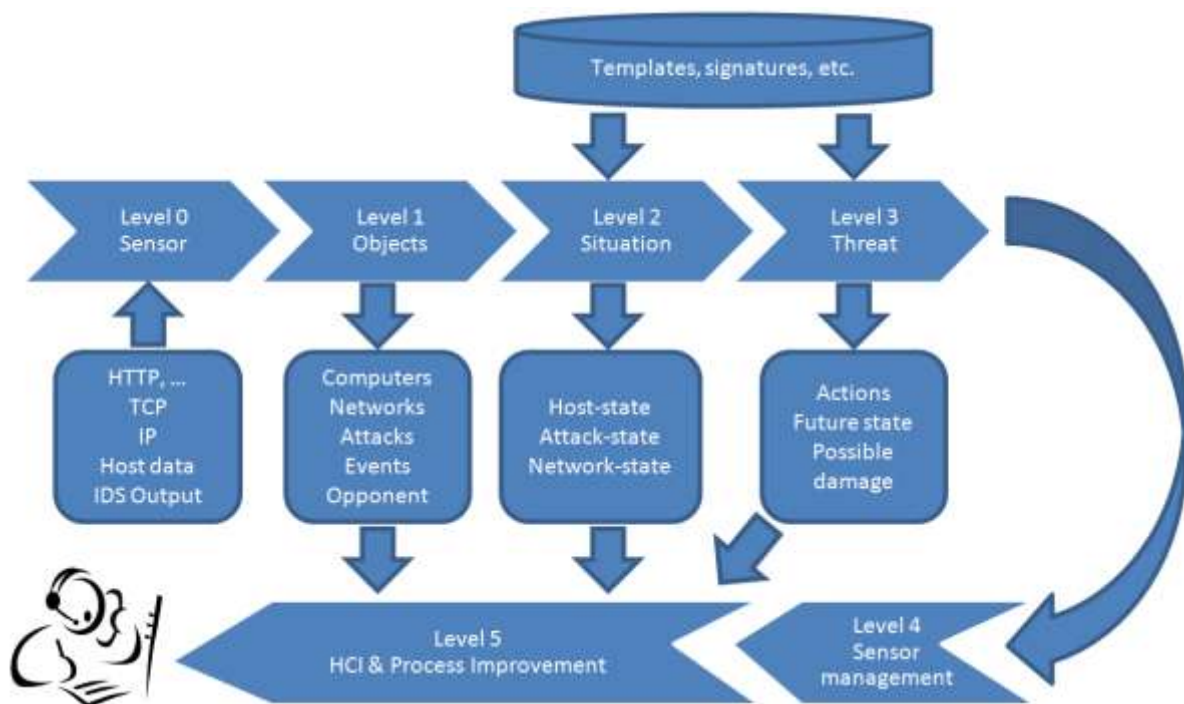 Templates, signatures, etc.
Level 0
Sensor
Level 1
Objects
Level 2
Situation
Level 3
Threat
HTTP, ...
TCP
IP
Host data
IDS Output
Computers
Networks
Attacks
Events
Opponent
Host-state
Attack-state
Network-state
Actions
Future state
Possible
damage
Level 5
HCI & Process Improvement
Level 4
Sensor
management